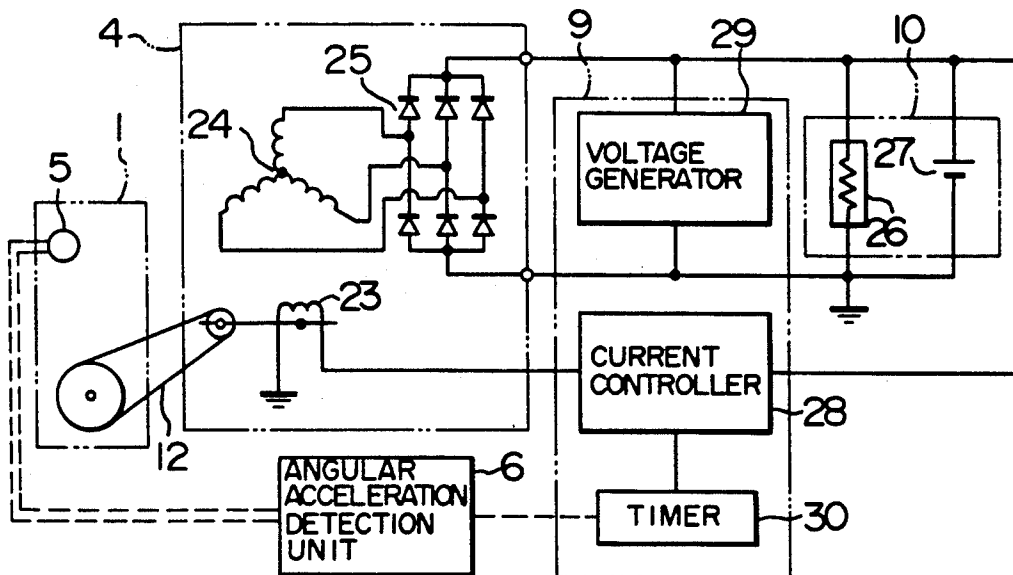 4
25
9
29
10
24
VOLTAGE
GENERATOR
27
26
1
5
23
CURRENT
CONTROLLER
28
12
ANGULAR
ACCELERATION
DETECTION
UNIT
6
TIMER
30